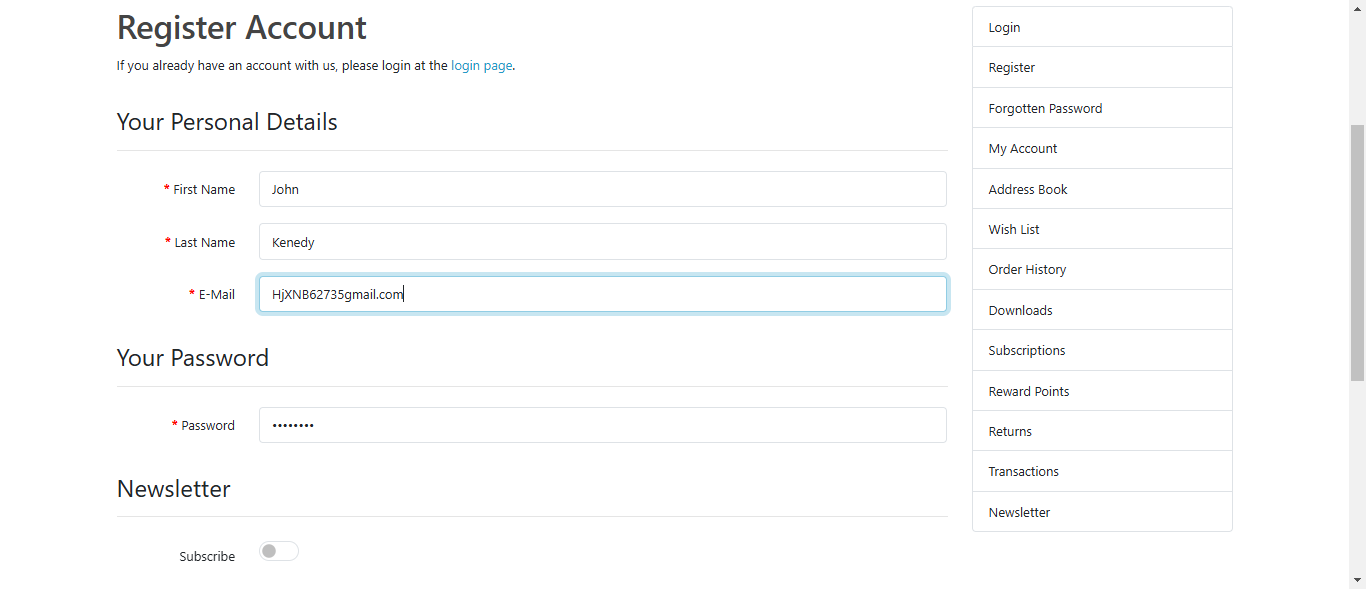 Register Account
If you already have an account with us, please login at the login page.
Your Personal Details
* First Name
John
* Last Name
Kenedy
* E-Mail
HjXNB62735gmail.com
Your Password
* Password
••••••••
Newsletter
Subscribe
Login
Register
Forgotten Password
My Account
Address Book
Wish List
Order History
Downloads
Subscriptions
Reward Points
Returns
Transactions
Newsletter